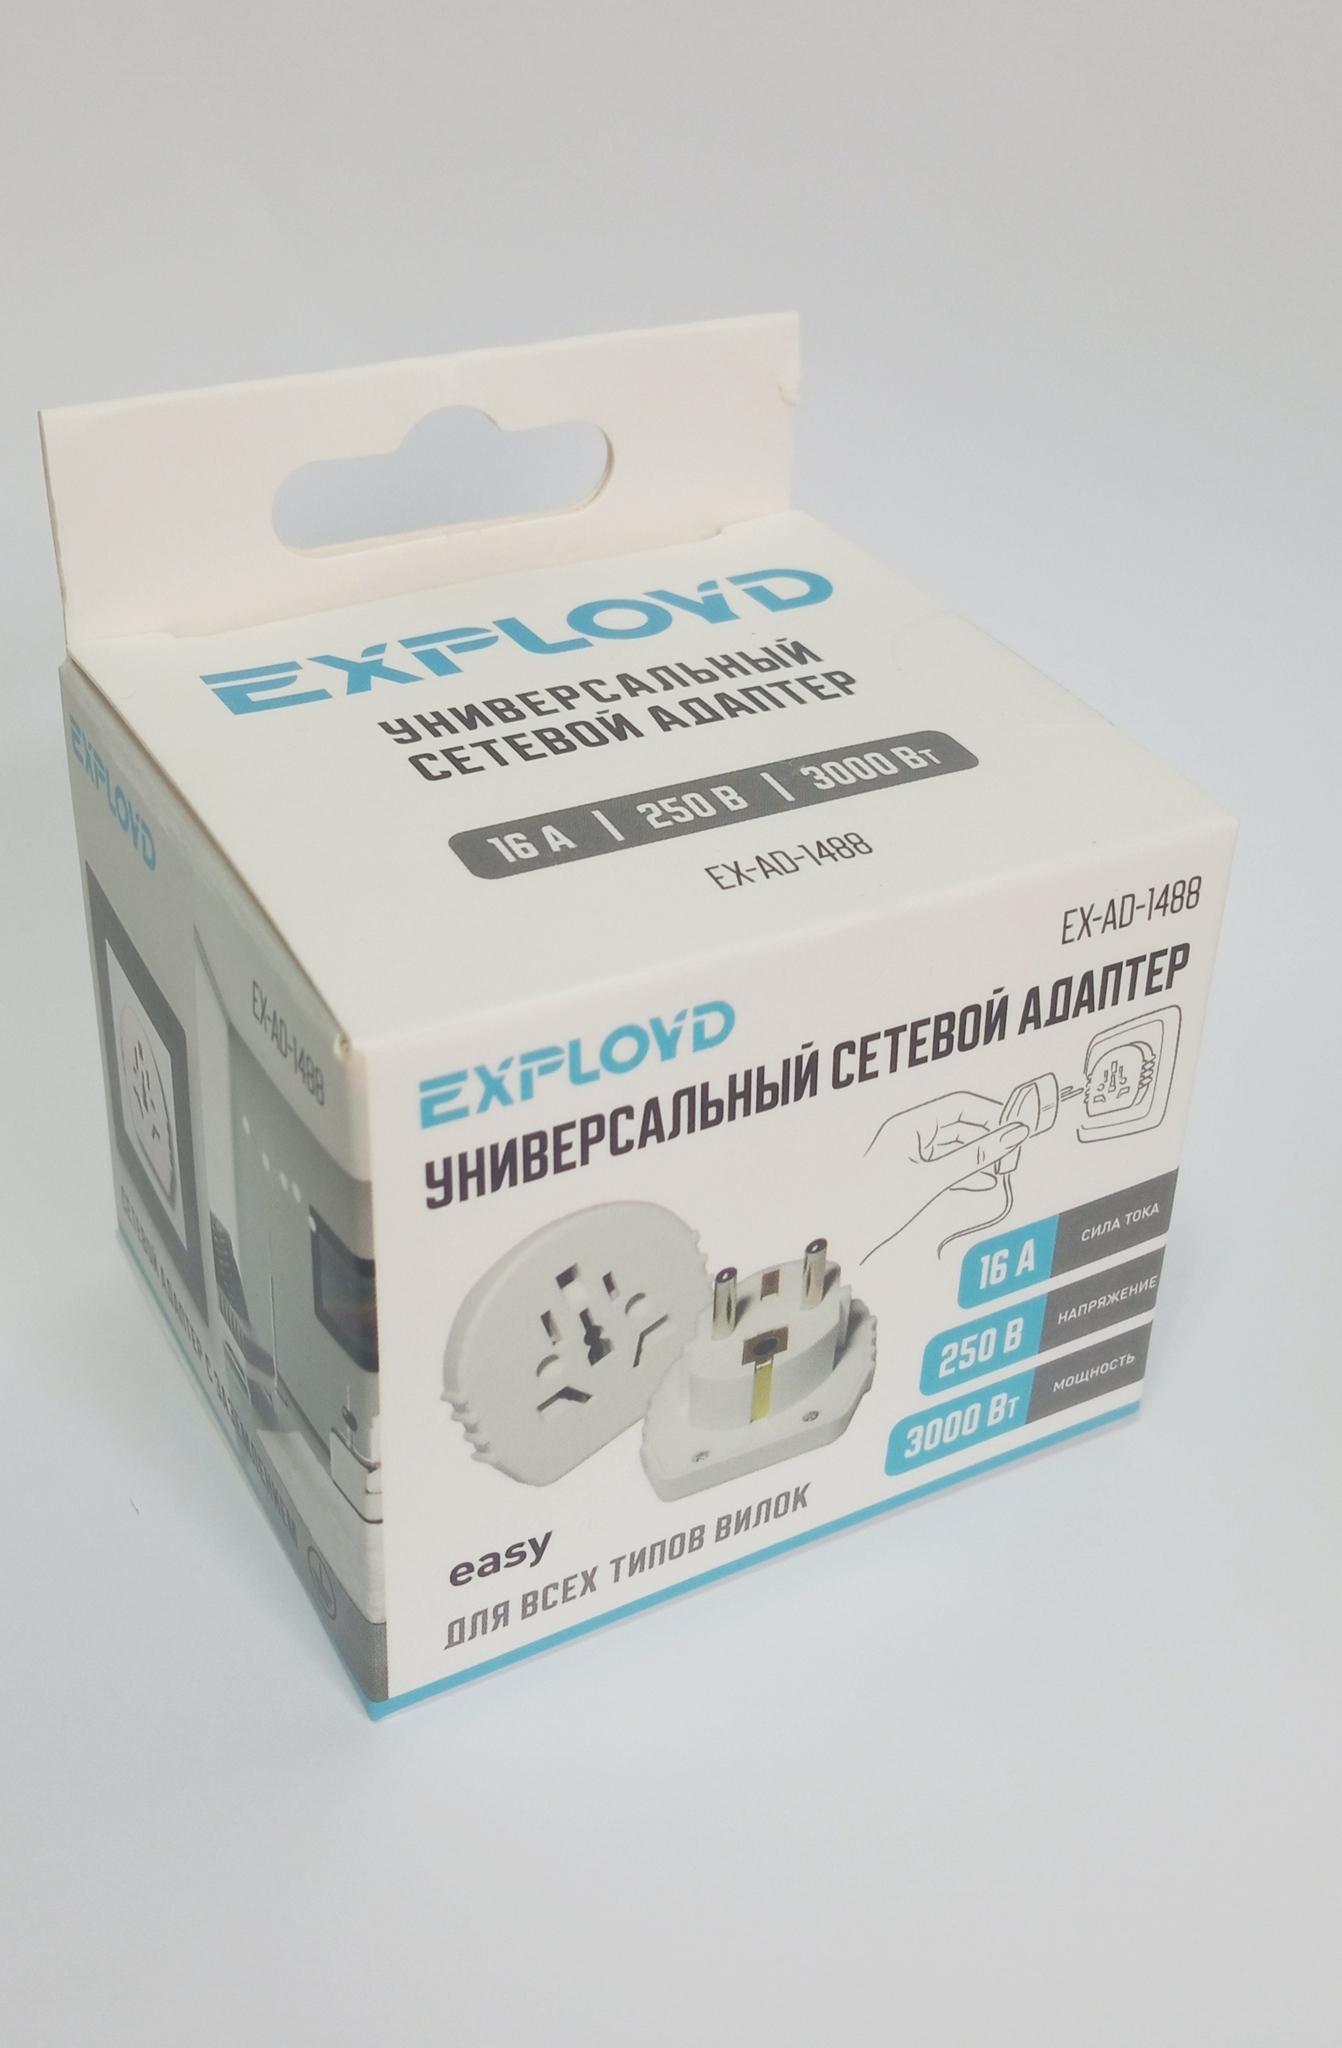 EXPLOYD
УНИВЕРСАЛЬНЫЙ
СЕТЕВОЙ АДАПТЕР
16 А | 250 В | 3000 Вт
EX-AD-1488
EX-AD-1488
EXPLOYD
УНИВЕРСАЛЬНЫЙ СЕТЕВОЙ АДАПТЕР
16 А СИЛА ТОКА
250 В НАПРЯЖЕНИЕ
3000 Вт МОЩНОСТЬ
easy
ДЛЯ ВСЕХ ТИПОВ ВИЛОК
EXPLOYD
EX-AD-1488
СЕТЕВОЙ АДАПТЕР С ЗАЗЕМЛЕНИЕМ